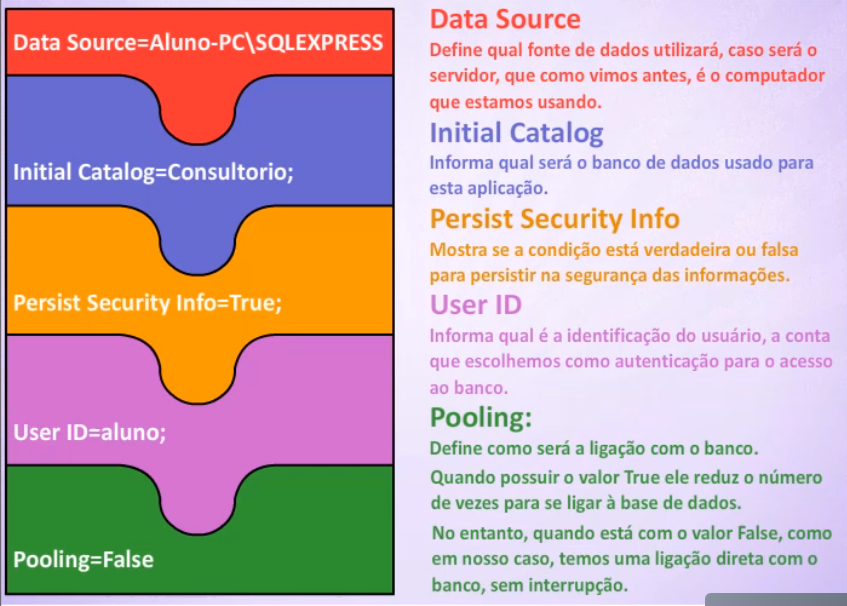 Data Source=Aluno-PC\SQLEXPRESS
Initial Catalog=Consultorio;
Persist Security Info=True;
User ID=aluno;
Pooling=False
Data Source
Define qual fonte de dados utilizará, caso será o
servidor, que como vimos antes, é o computador
que estamos usando.
Initial Catalog
Informa qual será o banco de dados usado para
esta aplicação.
Persist Security Info
Mostra se a condição está verdadeira ou falsa
para persistir na segurança das informações.
User ID
Informa qual é a identificação do usuário, a conta
que escolhemos como autenticação para o acesso
ao banco.
Pooling:
Define como será a ligação com o banco.
Quando possuir o valor True ele reduz o número
de vezes para se ligar à base de dados.
No entanto, quando está com o valor False, como
em nosso caso, temos uma ligação direta com o
banco, sem interrupção.